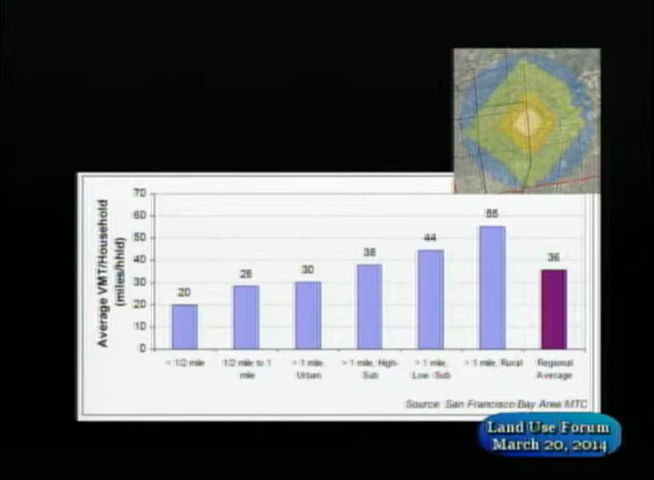 Average VMT/Household
(miles/hhld)
70
60
50
40
30
20
10
0
20
28
30
38
44
55
36
< 1/2 mile
1/2 mile to 1
mile
> 1 mile,
Urban
> 1 mile, High-
Sub
> 1 mile,
Low-Sub
> 1 mile, Rural
Regional
Average
Source: San Francisco Bay Area MTC
Land Use Forum
March 20, 2014